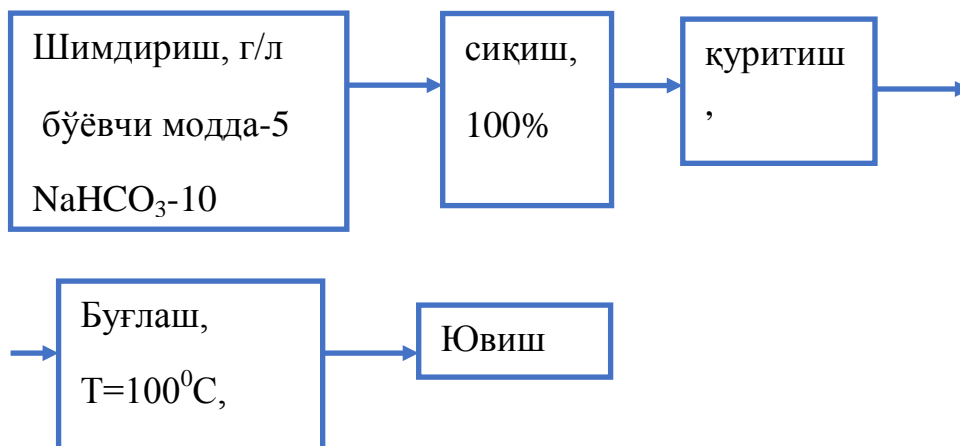 Шимдириш, г/л
бўёвчи модда-5
NaHCO₃-10
сиқиш,
100%
қуритиш
,
Буғлаш,
T=100⁰C,
Ювиш